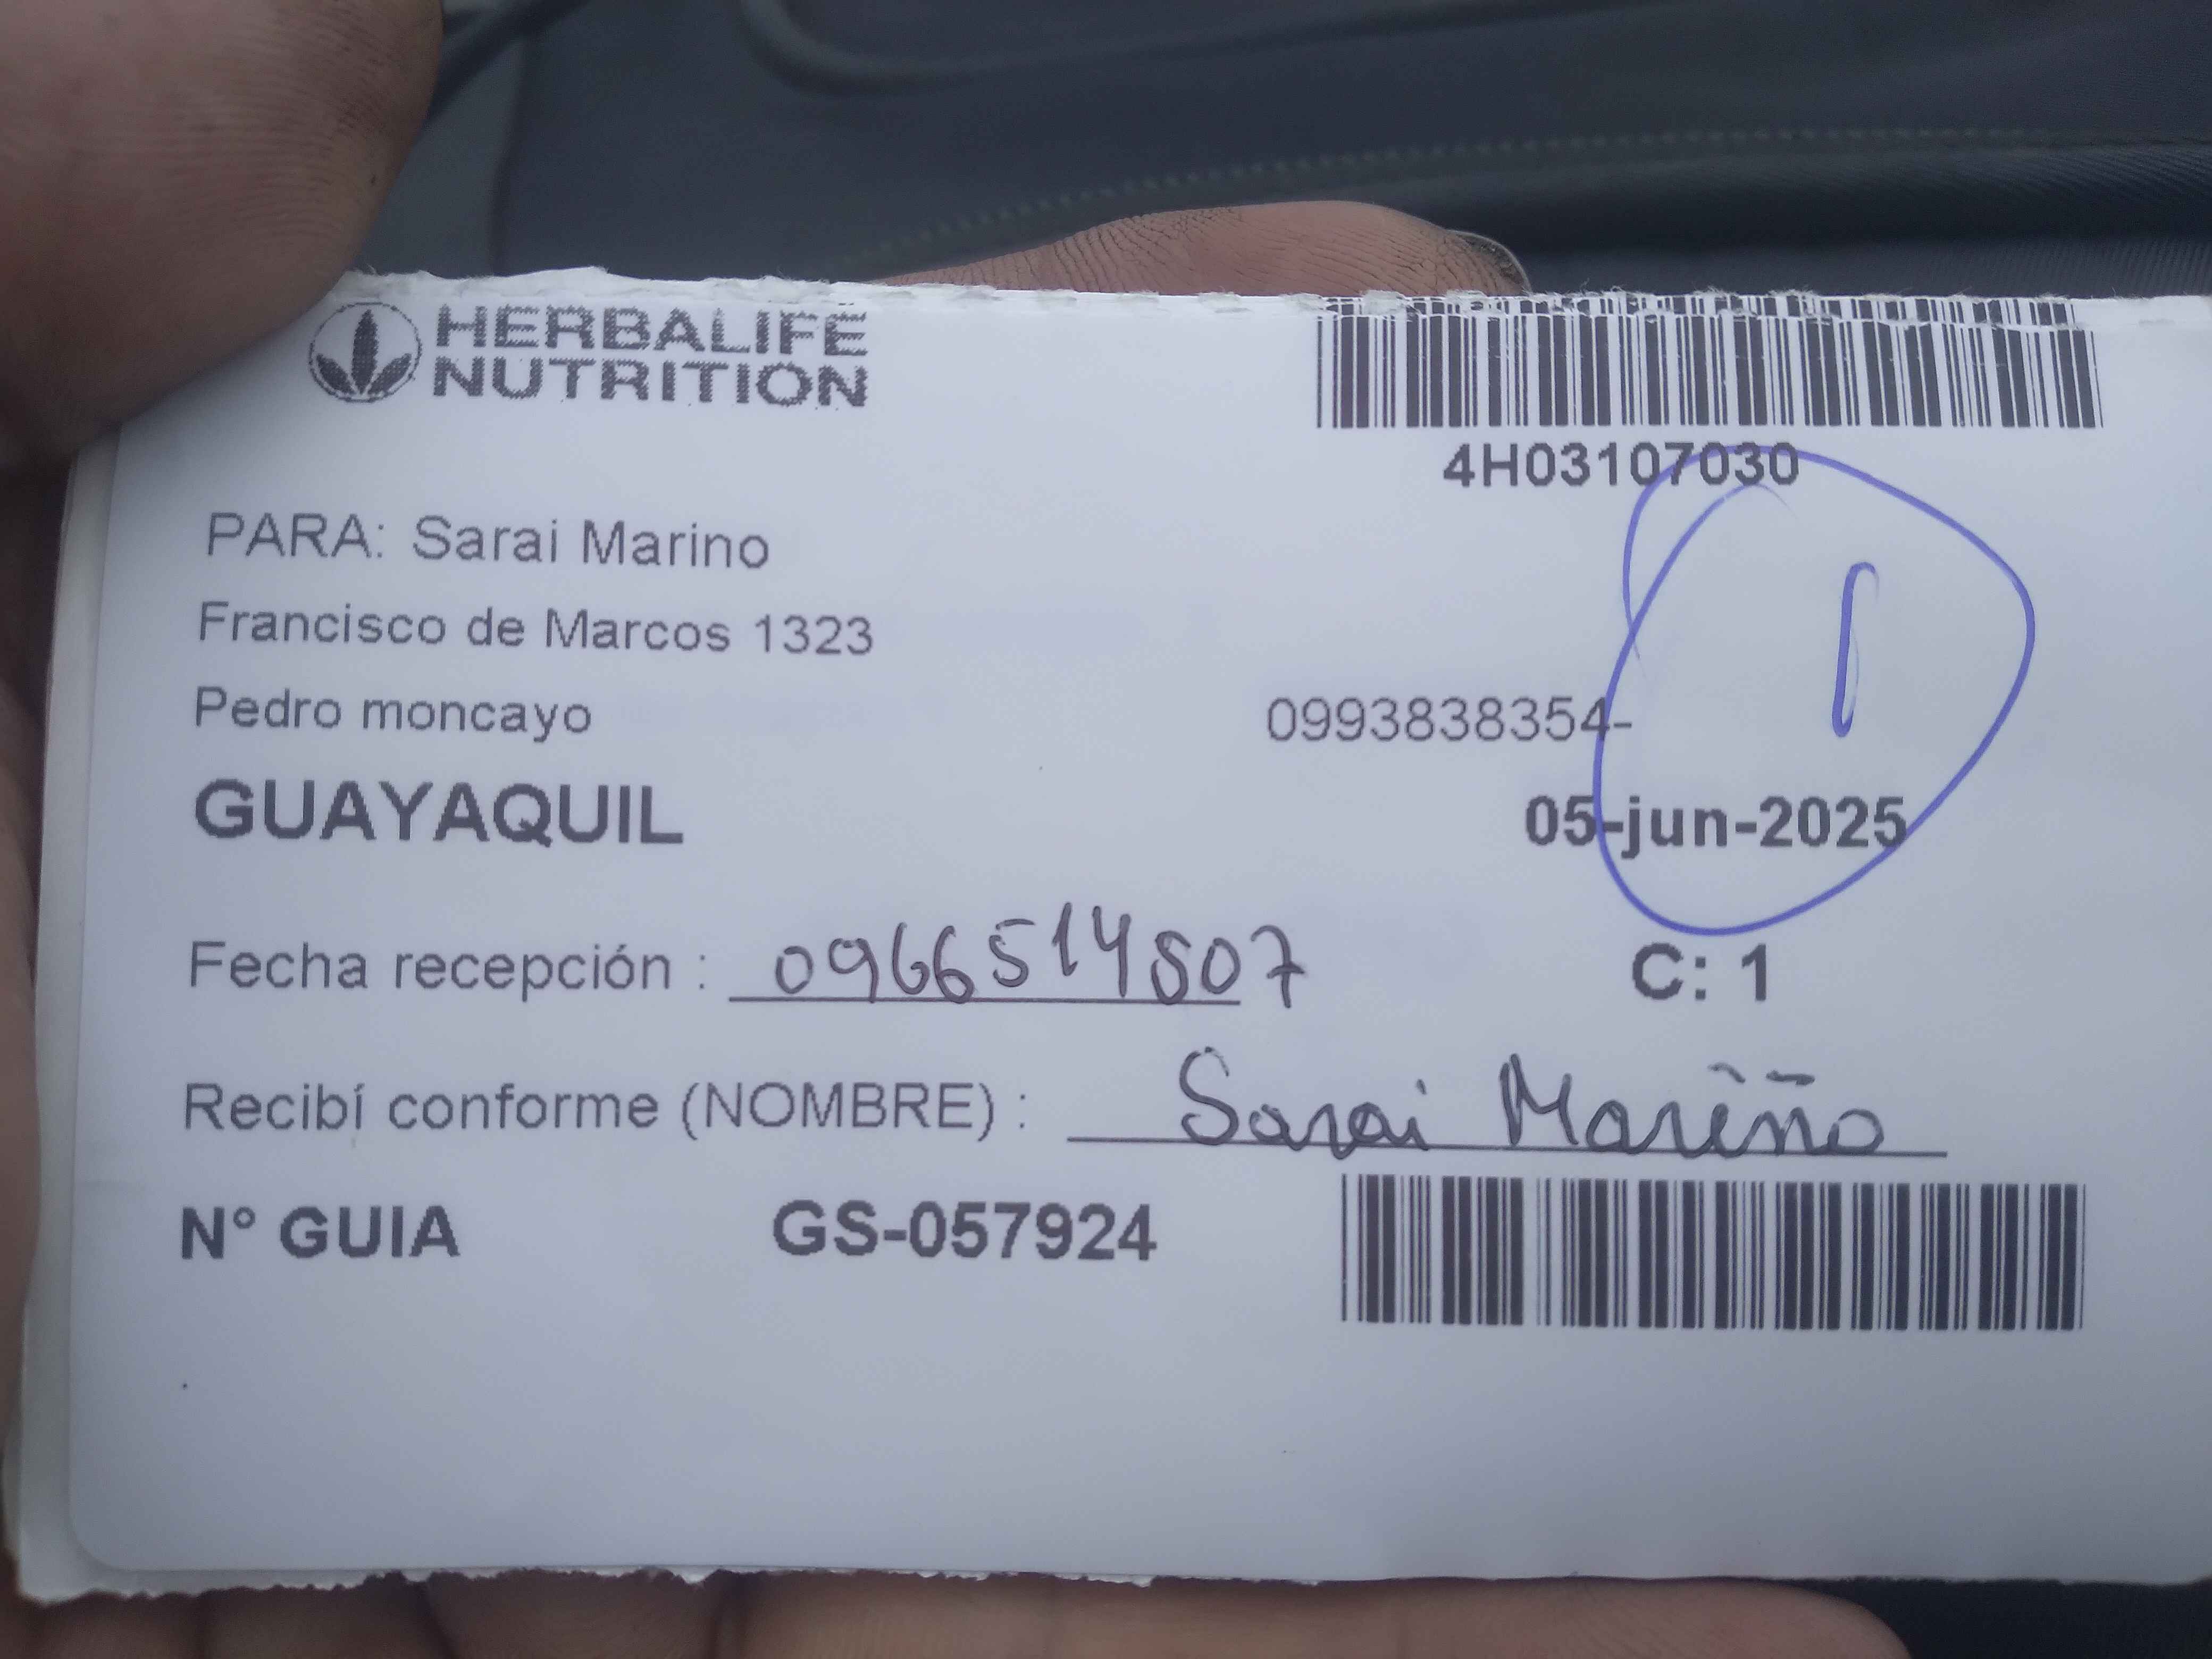 HERBALIFE
NUTRITION
4H03107030
PARA: Sarai Marino
Francisco de Marcos 1323
Pedro moncayo
0993838354-
1
GUAYAQUIL
05-jun-2025
Fecha recepción : 0966514507
C: 1
Recibí conforme (NOMBRE) : Sarai Mariño
N° GUIA GS-057924